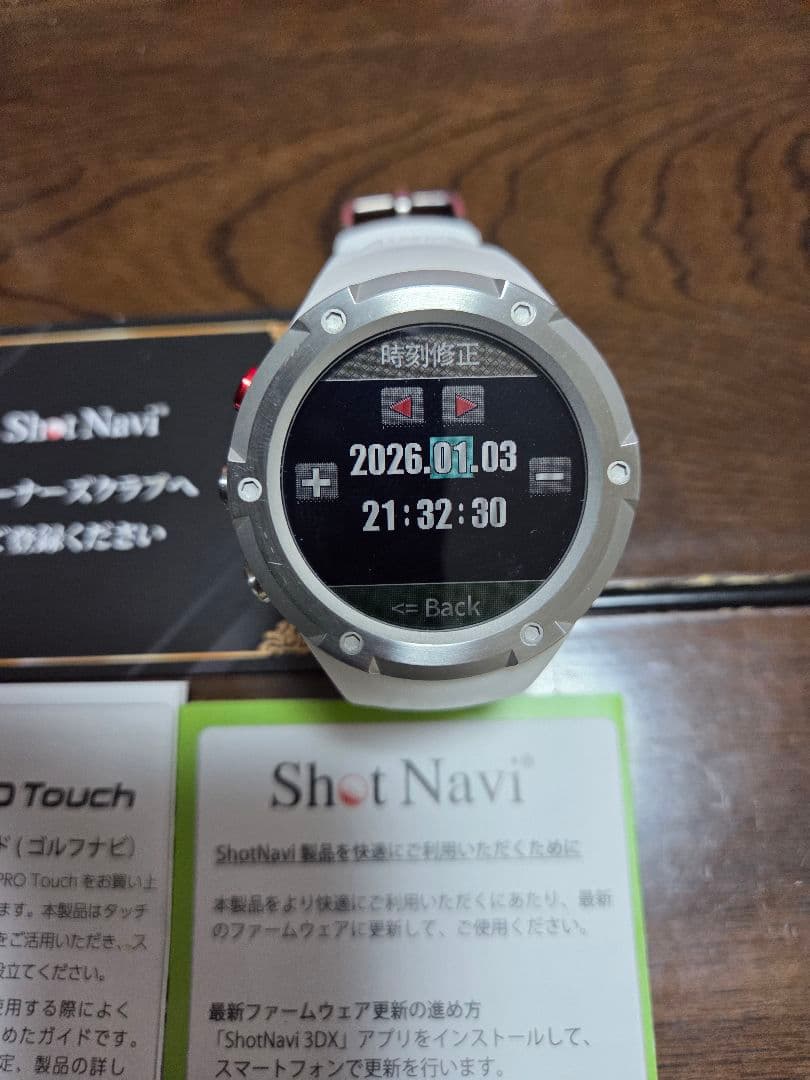 時刻修正
2026.01.03
+
-
21:32:30
<= Back
Shot Navi®
ーナーズクラブへ
ご登録ください
Touch
ド(ゴルフナビ)
PRO Touch をお買い上
ます。本製品はタッチ
をご活用いただき、ス
役立てください。
使用する際によく
めたガイドです。
定、製品の詳し
Shot Navi®
ShotNavi 製品を快適にご利用いただくために
本製品をより快適にご利用いただくにあたり、最新
のファームウェアに更新して、ご使用ください。
最新ファームウェア更新の進め方
「ShotNavi 3DX」アプリをインストールして、
スマートフォンで更新を行います。